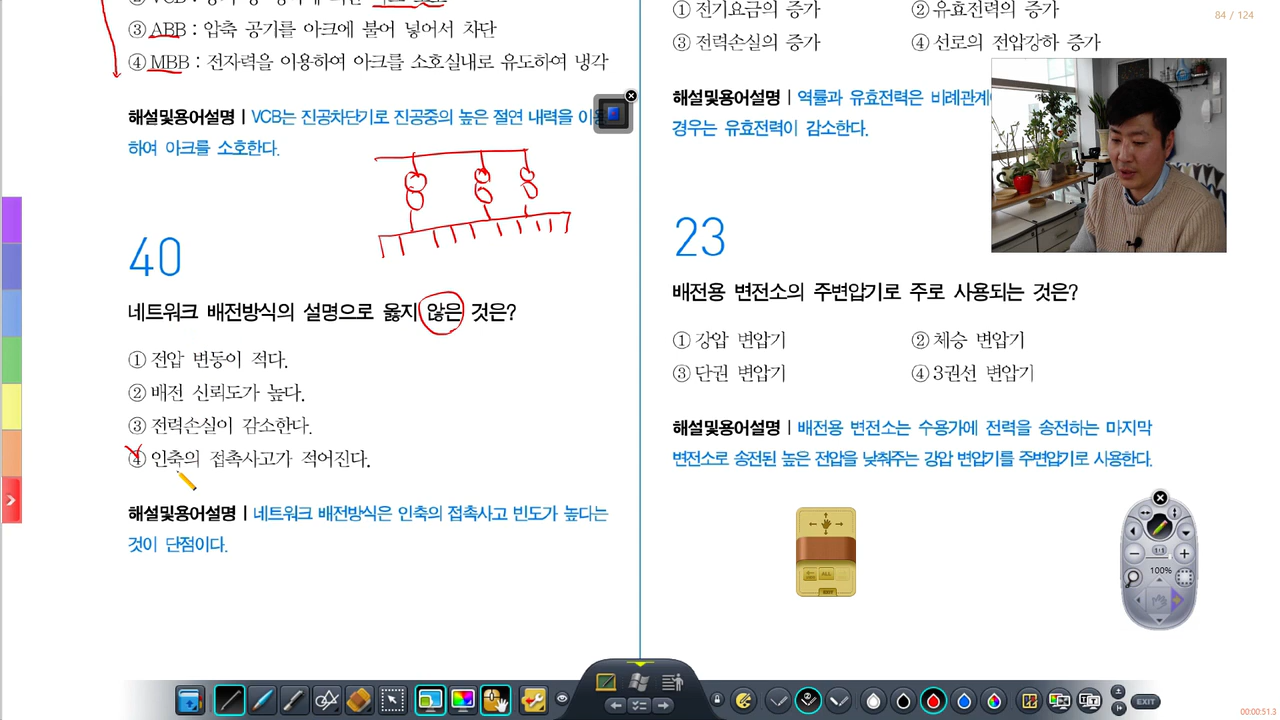 ③ ABB : 압축 공기를 아크에 불어 넣어서 차단
④ MBB : 전자력을 이용하여 아크를 소호실내로 유도하여 냉각
해설및용어설명 | VCB는 진공차단기로 진공중의 높은 절연 내력을 이용
하여 아크를 소호한다.
40
네트워크 배전방식의 설명으로 옳지 않은 것은?
① 전압 변동이 적다.
② 배전 신뢰도가 높다.
③ 전력손실이 감소한다.
④ 인축의 접촉사고가 적어진다.
해설및용어설명 | 네트워크 배전방식은 인축의 접촉사고 빈도가 높다는
것이 단점이다.
① 전기요금의 증가 ② 유효전력의 증가
③ 전력손실의 증가 ④ 선로의 전압강하 증가
해설및용어설명 | 역률과 유효전력은 비례관계
경우는 유효전력이 감소한다.
23
배전용 변전소의 주변압기로 주로 사용되는 것은?
① 강압 변압기 ② 체승 변압기
③ 단권 변압기 ④ 3권선 변압기
해설및용어설명 | 배전용 변전소는 수용가에 전력을 송전하는 마지막
변전소로 송전된 높은 전압을 낮춰주는 강압 변압기를 주변압기로 사용한다.
84 / 124
ALL
EXIT
1:1
100%
EXIT
00:00:51.3